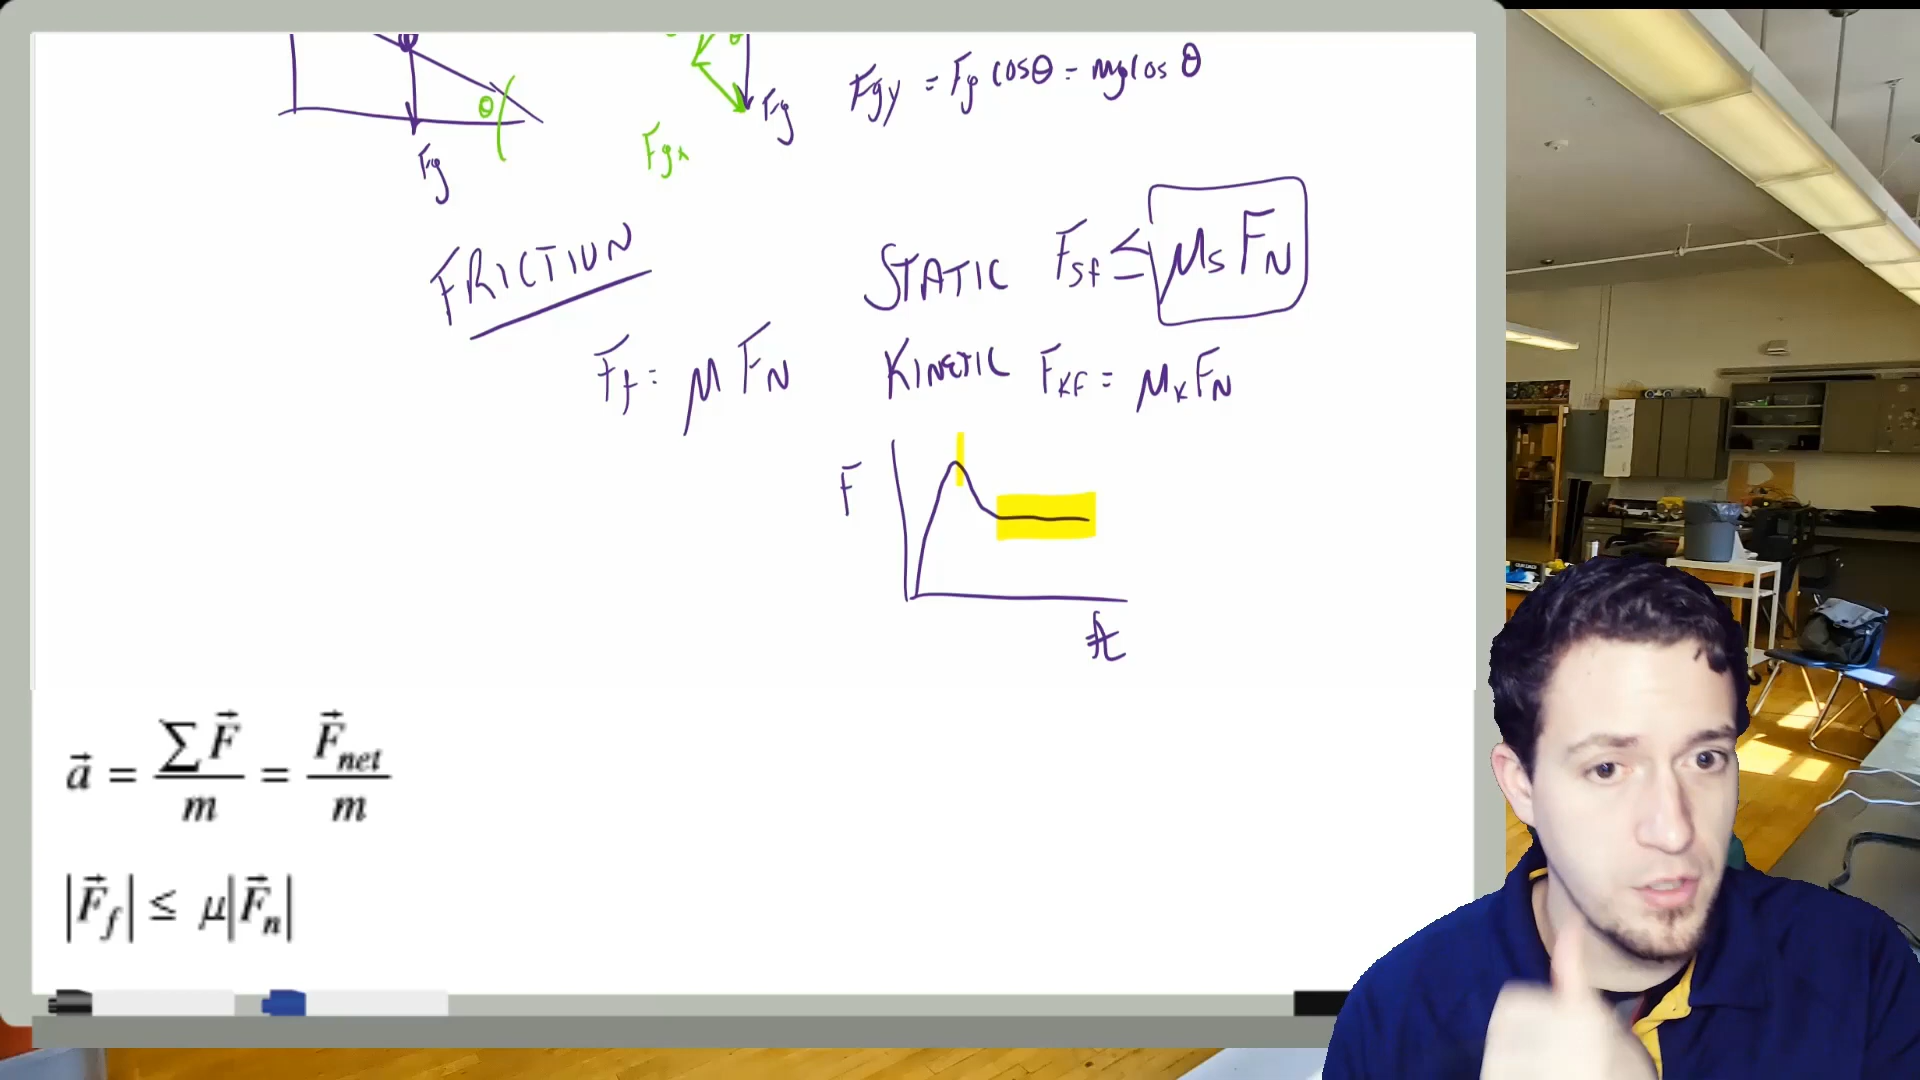 θ
θ
Fg
Fg
Fgx
Fgy = Fg cosθ = mg cos θ
FRICTION
Ff = μ FN
STATIC Fsf ≤ μs FN
KINETIC FKF = μK FN
F
t
a⃗ = ∑F⃗ / m = F⃗net / m
|F⃗f| ≤ μ|F⃗n|